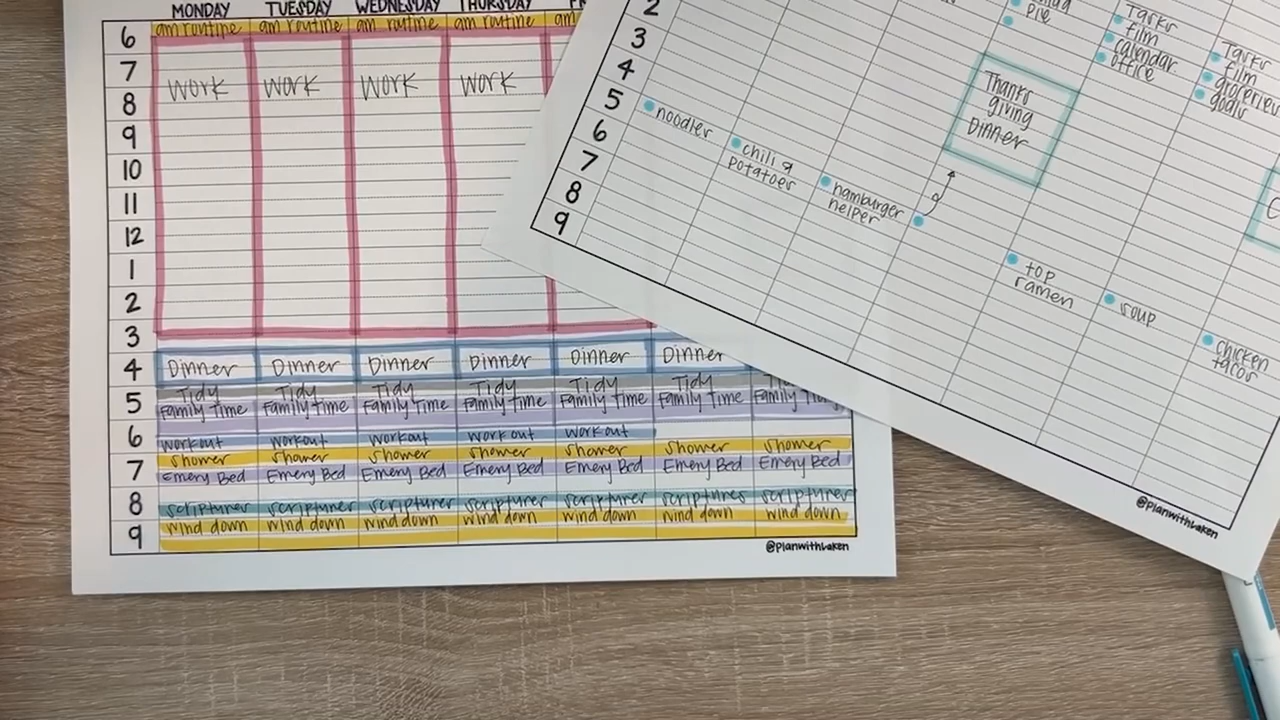 MONDAY TUESDAY WEDNESDAY THURSDAY
am routine am routine am routine am routine am
6
7
WORK WORK WORK WORK
8
9
10
11
12
1
2
3
4 Dinner Dinner Dinner Dinner Dinner Dinner
Tidy Tidy Tidy Tidy Tidy Tidy
5 Family Time Family Time Family Time Family Time Family Time Family Time Family
6 workout workout workout workout workout
shower shower shower shower shower shower shower
7 Emery Bed Emery Bed Emery Bed Emery Bed Emery Bed Emery Bed Emery Bed
8 scriptures scriptures scriptures scriptures scriptures scriptures scriptures
wind down wind down wind down wind down wind down wind down wind down
9
@planwithlaken
2
3
4
5
6
7
8
9
pie
Tasks
film
calendar
office
Tasks
film
groceries
goals
Thanks
giving
Dinner
noodles
chili &
potatoes
hamburger
helper
top
ramen
soup
chicken
tacos
@planwithlaken